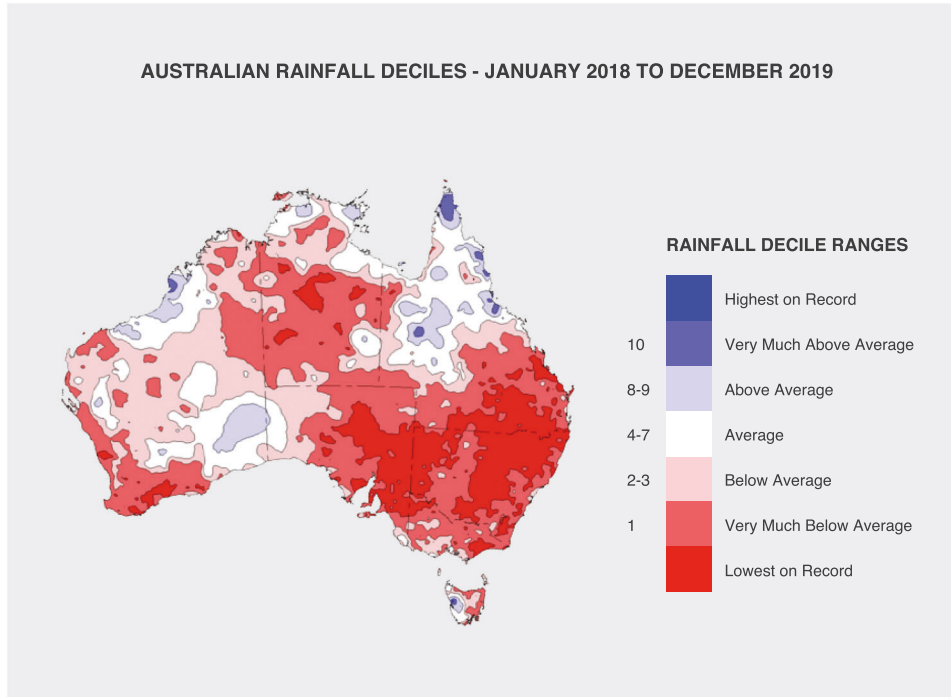 AUSTRALIAN RAINFALL DECILES - JANUARY 2018 TO DECEMBER 2019
RAINFALL DECILE RANGES
Highest on Record
10 Very Much Above Average
8-9 Above Average
4-7 Average
2-3 Below Average
1 Very Much Below Average
Lowest on Record